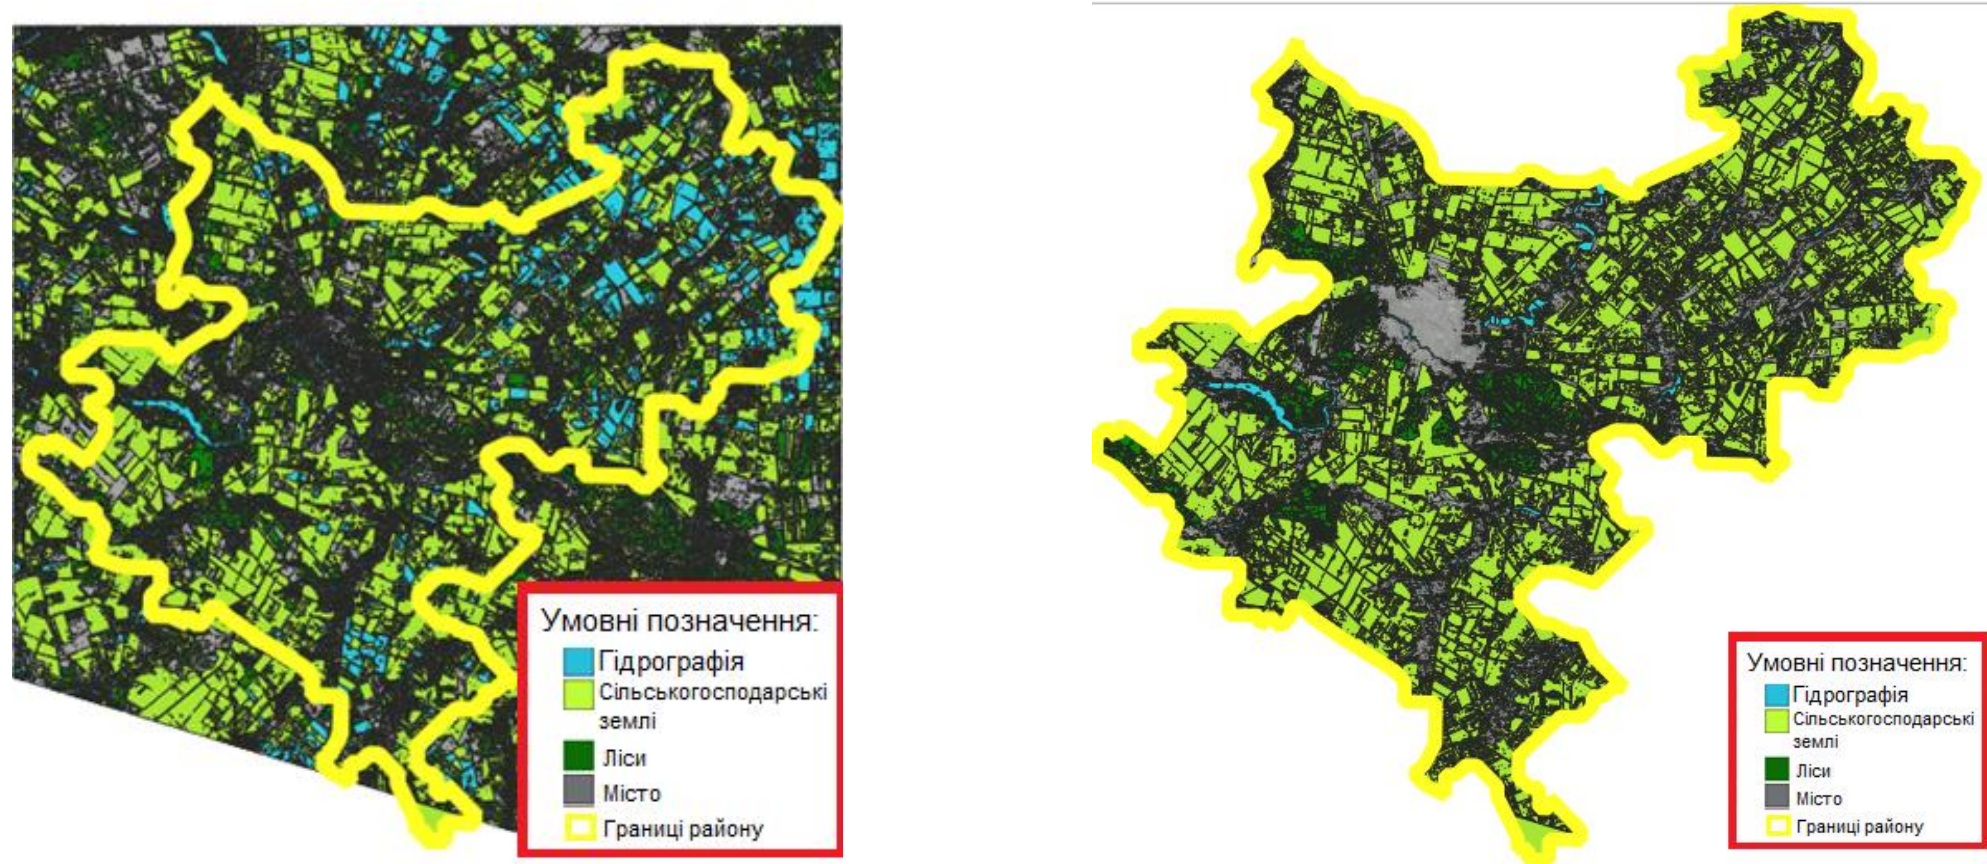 Умовні позначення:
Гідрографія
Сільськогосподарські
землі
Ліси
Місто
Границі району
Умовні позначення:
Гідрографія
Сільськогосподарські
землі
Ліси
Місто
Границі району